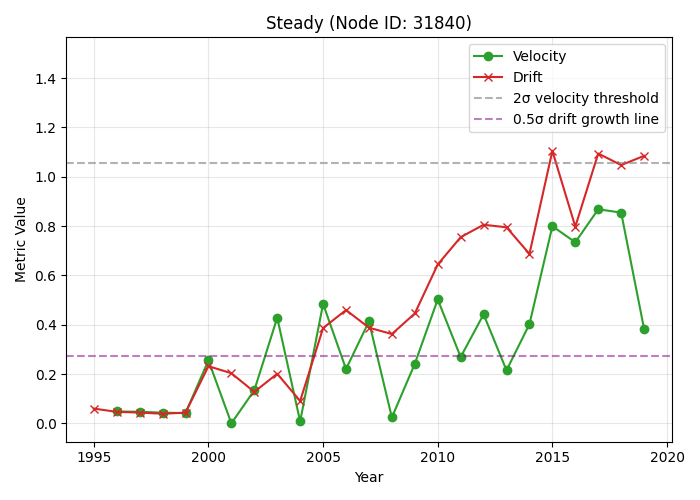 Steady (Node ID: 31840)
Velocity
Drift
2σ velocity threshold
0.5σ drift growth line
Metric Value
1.4
1.2
1.0
0.8
0.6
0.4
0.2
0.0
1995 2000 2005 2010 2015 2020
Year